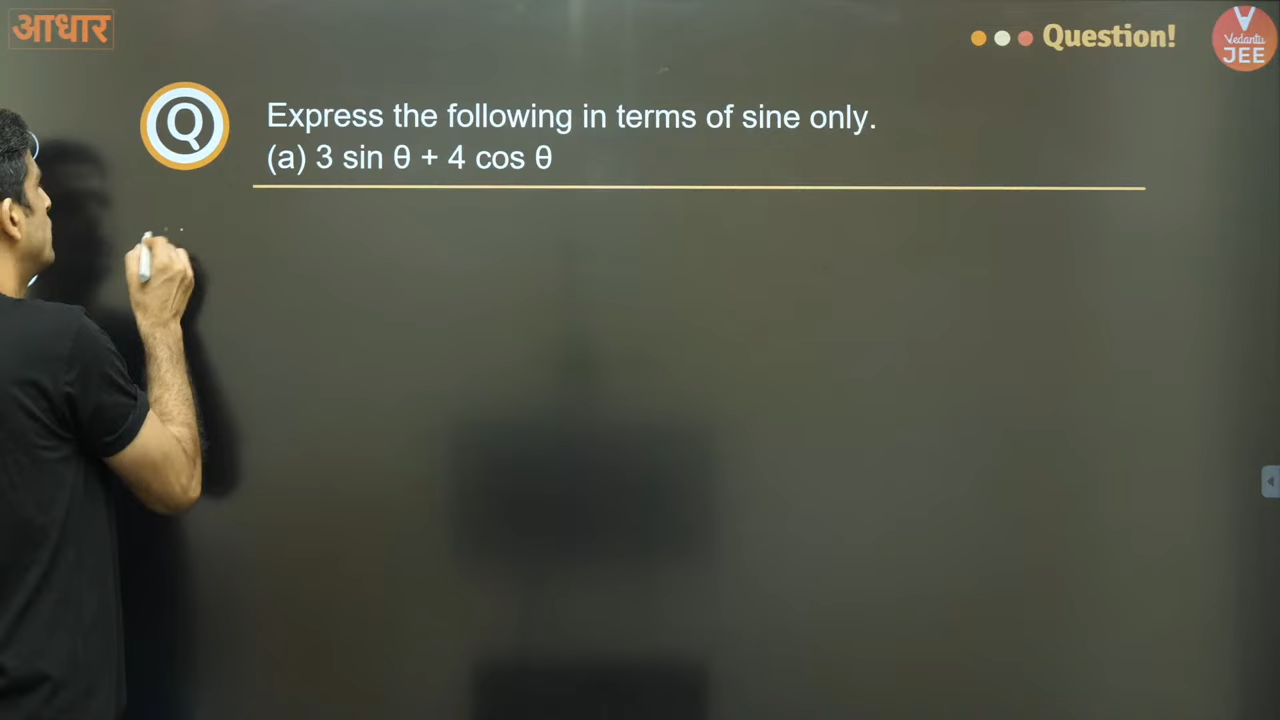 आधार
Question!
Vedantu
JEE
Q
Express the following in terms of sine only.
(a) 3 sin θ + 4 cos θ